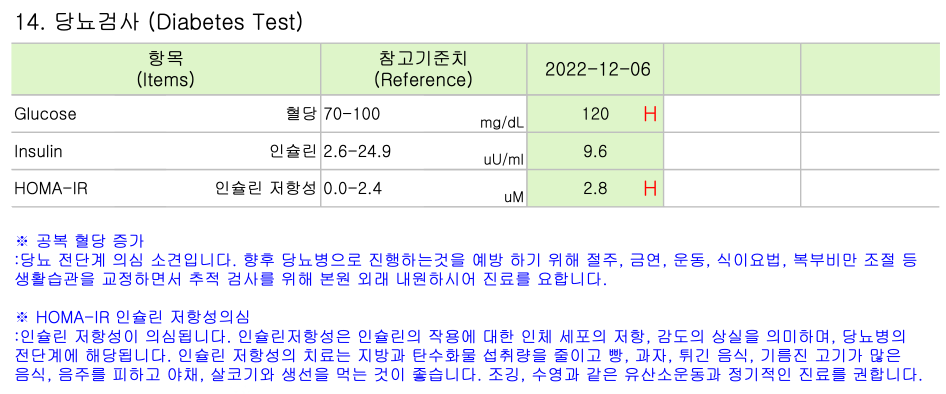 14. 당뇨검사 (Diabetes Test)
항목 참고기준치 2022-12-06
(Items) (Reference)
Glucose 혈당 70-100 mg/dL 120 H
Insulin 인슐린 2.6-24.9 uU/ml 9.6
HOMA-IR 인슐린 저항성 0.0-2.4 uM 2.8 H
※ 공복 혈당 증가
:당뇨 전단계 의심 소견입니다. 향후 당뇨병으로 진행하는것을 예방 하기 위해 절주, 금연, 운동, 식이요법, 복부비만 조절 등
생활습관을 교정하면서 추적 검사를 위해 본원 외래 내원하시어 진료를 요합니다.
※ HOMA-IR 인슐린 저항성의심
:인슐린 저항성이 의심됩니다. 인슐린저항성은 인슐린의 작용에 대한 인체 세포의 저항, 감도의 상실을 의미하며, 당뇨병의
전단계에 해당됩니다. 인슐린 저항성의 치료는 지방과 탄수화물 섭취량을 줄이고 빵, 과자, 튀긴 음식, 기름진 고기가 많은
음식, 음주를 피하고 야채, 살코기와 생선을 먹는 것이 좋습니다. 조깅, 수영과 같은 유산소운동과 정기적인 진료를 권합니다.